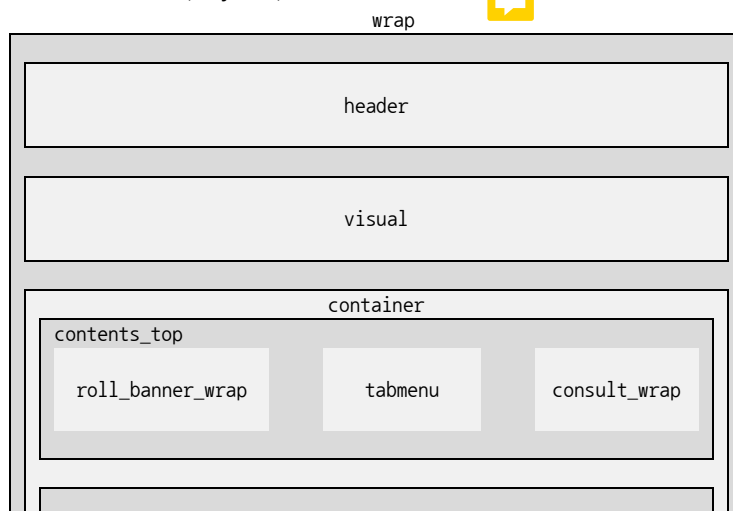 wrap
header
visual
container
contents_top
roll_banner_wrap
tabmenu
consult_wrap